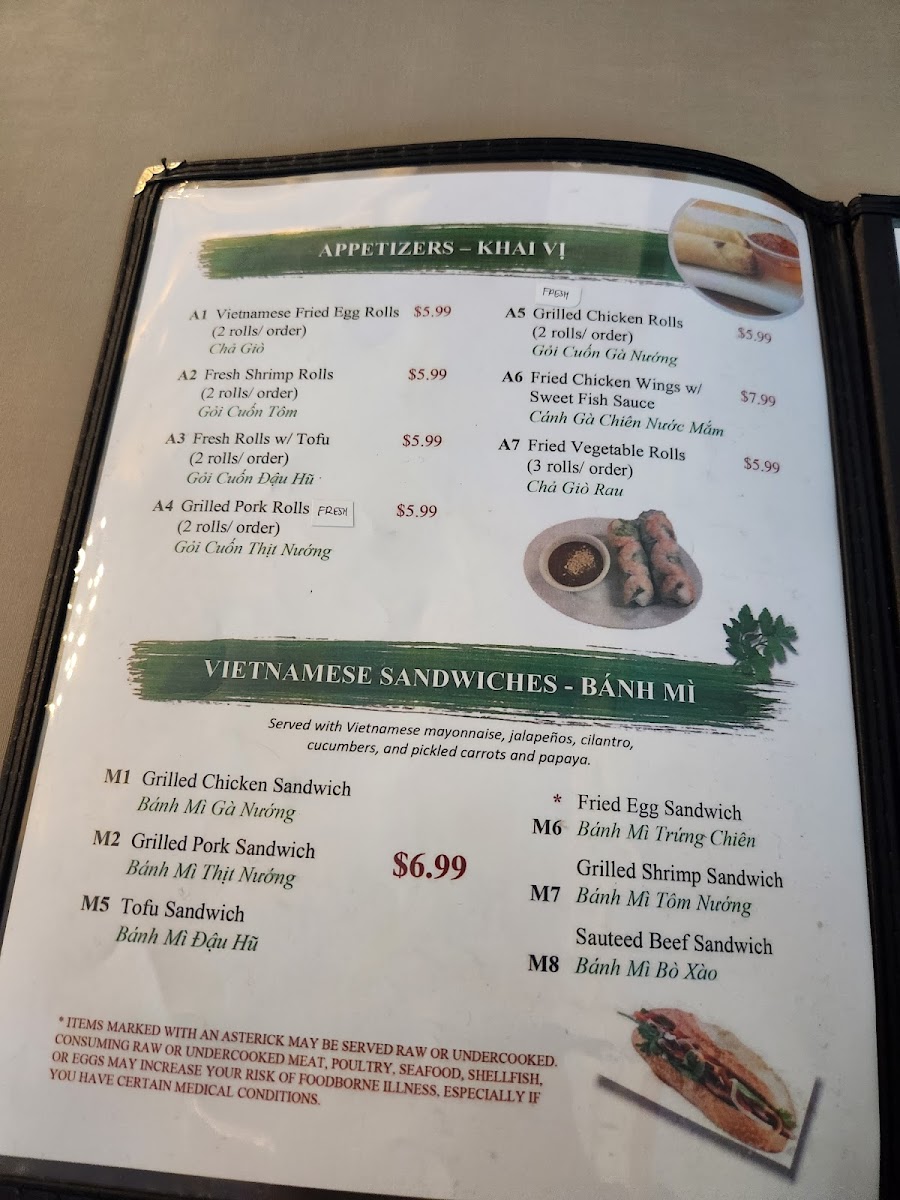 APPETIZERS – KHAI VỊ
A1 Vietnamese Fried Egg Rolls $5.99
(2 rolls/ order)
Chả Giò
A2 Fresh Shrimp Rolls $5.99
(2 rolls/ order)
Gỏi Cuốn Tôm
A3 Fresh Rolls w/ Tofu $5.99
(2 rolls/ order)
Gỏi Cuốn Đậu Hũ
A4 Grilled Pork Rolls FRESH $5.99
(2 rolls/ order)
Gỏi Cuốn Thịt Nướng
FRESH
A5 Grilled Chicken Rolls
(2 rolls/ order) $5.99
Gỏi Cuốn Gà Nướng
A6 Fried Chicken Wings w/
Sweet Fish Sauce $7.99
Cánh Gà Chiên Nước Mắm
A7 Fried Vegetable Rolls
(3 rolls/ order) $5.99
Chả Giò Rau
VIETNAMESE SANDWICHES - BÁNH MÌ
Served with Vietnamese mayonnaise, jalapeños, cilantro,
cucumbers, and pickled carrots and papaya.
M1 Grilled Chicken Sandwich
Bánh Mì Gà Nướng
M2 Grilled Pork Sandwich
Bánh Mì Thịt Nướng
M5 Tofu Sandwich
Bánh Mì Đậu Hũ
$6.99
* Fried Egg Sandwich
M6 Bánh Mì Trứng Chiên
Grilled Shrimp Sandwich
M7 Bánh Mì Tôm Nướng
Sauteed Beef Sandwich
M8 Bánh Mì Bò Xào
* ITEMS MARKED WITH AN ASTERICK MAY BE SERVED RAW OR UNDERCOOKED.
CONSUMING RAW OR UNDERCOOKED MEAT, POULTRY, SEAFOOD, SHELLFISH,
OR EGGS MAY INCREASE YOUR RISK OF FOODBORNE ILLNESS, ESPECIALLY IF
YOU HAVE CERTAIN MEDICAL CONDITIONS.